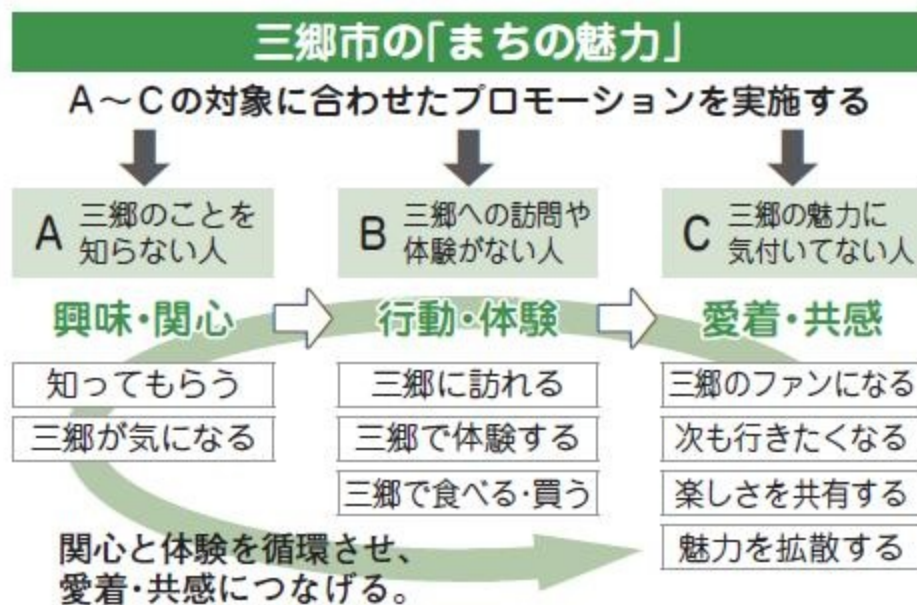 三郷市の「まちの魅力」
A～Cの対象に合わせたプロモーションを実施する
A 三郷のことを
知らない人
B 三郷への訪問や
体験がない人
C 三郷の魅力に
気付いてない人
興味・関心
行動・体験
愛着・共感
知ってもらう
三郷が気になる
三郷に訪れる
三郷で体験する
三郷で食べる・買う
三郷のファンになる
次も行きたくなる
楽しさを共有する
魅力を拡散する
関心と体験を循環させ、
愛着・共感につなげる。